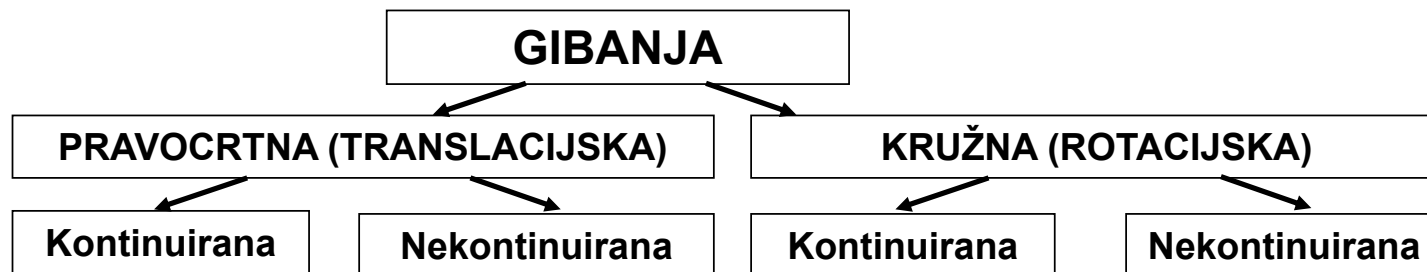 GIBANJA
PRAVOCRTNA (TRANSLACIJSKA)
KRUŽNA (ROTACIJSKA)
Kontinuirana
Nekontinuirana
Kontinuirana
Nekontinuirana